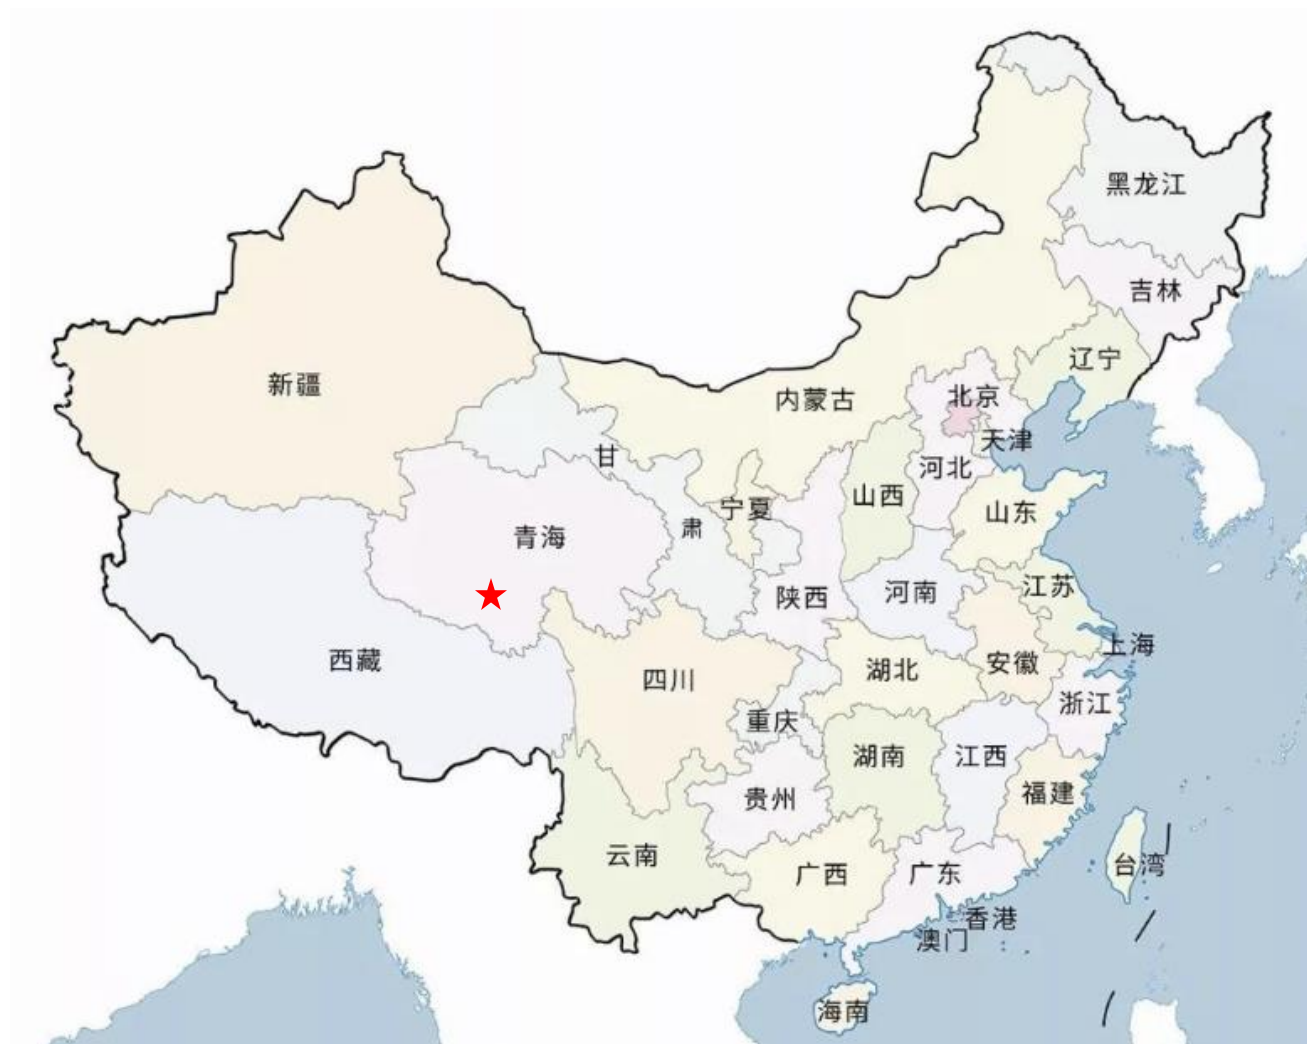 黑龙江
吉林
辽宁
新疆
内蒙古
北京
天津
甘
河北
山西
宁夏
山东
肃
青海
江苏
河南
陕西
上海
西藏
安徽
湖北
四川
浙江
重庆
湖南
江西
福建
贵州
云南
台湾
广西
广东
香港
澳门
海南